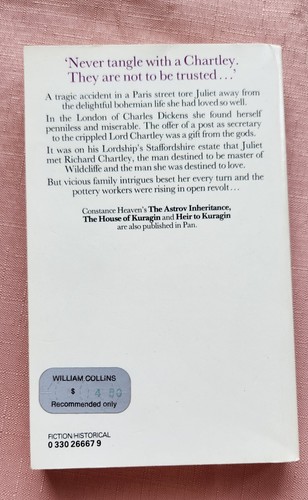 'Never tangle with a Chartley.
They are not to be trusted...'
A tragic accident in a Paris street tore Juliet away from
the delightful bohemian life she had loved so well.
In the London of Charles Dickens she found herself
penniless and miserable. The offer of a post as secretary
to the crippled Lord Chartley was a gift from the gods.
It was on his Lordship's Staffordshire estate that Juliet
met Richard Chartley, the man destined to be master of
Wildcliffe and the man she was destined to love.
But vicious family intrigues beset her every turn and the
pottery workers were rising in open revolt...
Constance Heaven's The Astrov Inheritance,
The House of Kuragin and Heir to Kuragin
are also published in Pan.
WILLIAM COLLINS
$
Recommended only
FICTION HISTORICAL
0 330 26667 9